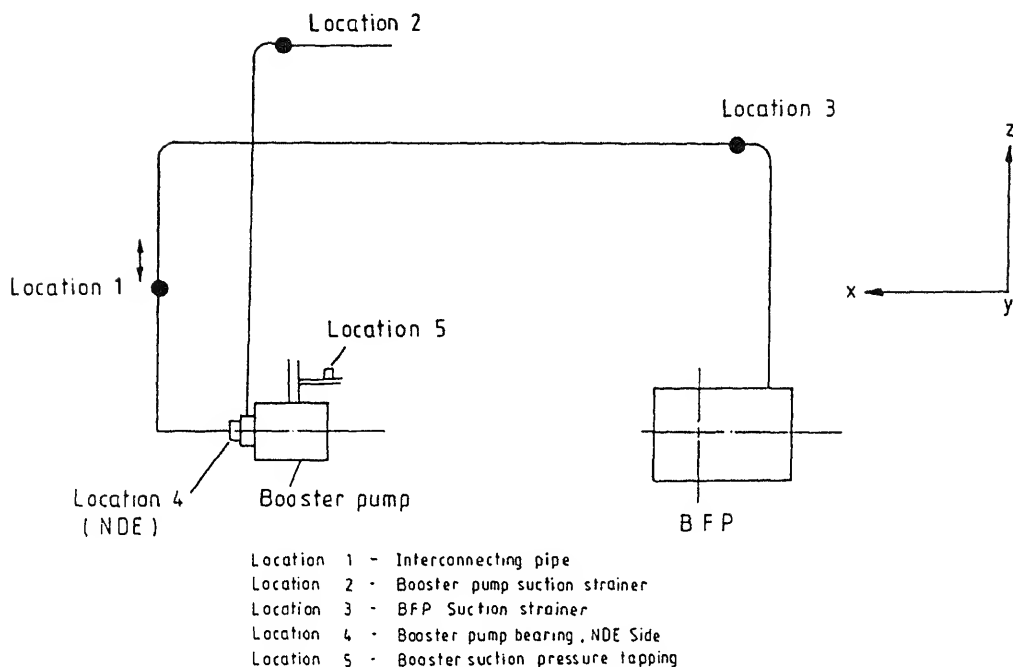 Location 2
Location 3
z
Location 1
x
y
Location 5
Location 4
(NDE)
Booster pump
BFP
Location 1 - Interconnecting pipe
Location 2 - Booster pump suction strainer
Location 3 - BFP Suction strainer
Location 4 - Booster pump bearing, NDE Side
Location 5 - Booster suction pressure tapping